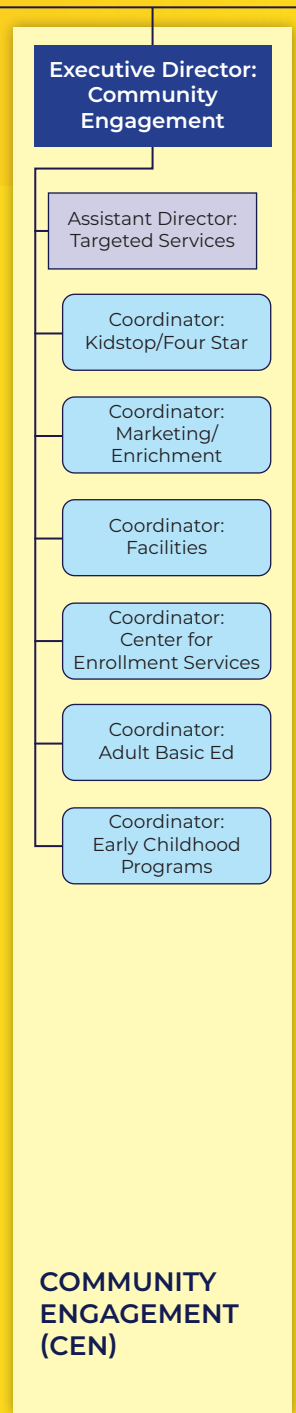 Executive Director:
Community
Engagement
Assistant Director:
Targeted Services
Coordinator:
Kidstop/Four Star
Coordinator:
Marketing/
Enrichment
Coordinator:
Facilities
Coordinator:
Center for
Enrollment Services
Coordinator:
Adult Basic Ed
Coordinator:
Early Childhood
Programs
COMMUNITY
ENGAGEMENT
(CEN)